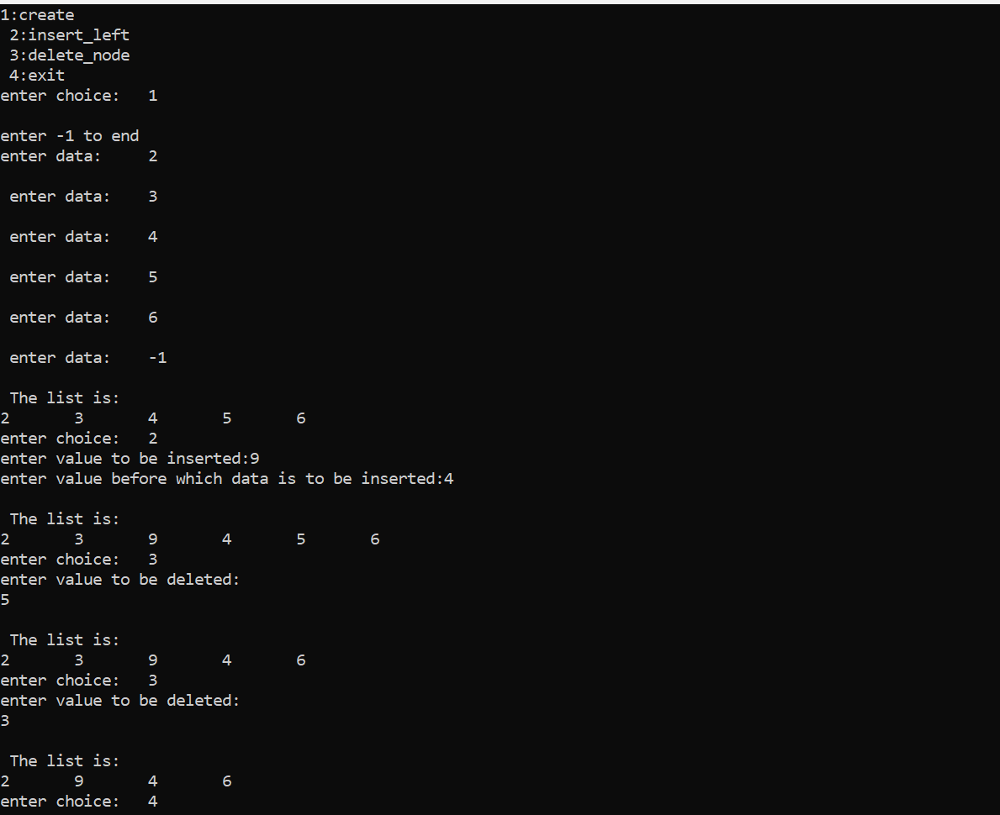 1:create
2:insert_left
3:delete_node
4:exit
enter choice: 1
enter -1 to end
enter data: 2
enter data: 3
enter data: 4
enter data: 5
enter data: 6
enter data: -1
The list is:
2 3 4 5 6
enter choice: 2
enter value to be inserted:9
enter value before which data is to be inserted:4
The list is:
2 3 9 4 5 6
enter choice: 3
enter value to be deleted:
5
The list is:
2 3 9 4 6
enter choice: 3
enter value to be deleted:
3
The list is:
2 9 4 6
enter choice: 4